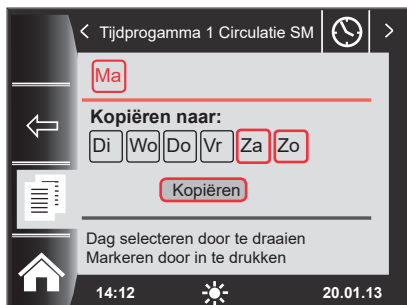 Tijdprogamma 1 Circulatie SM
Ma
Kopiëren naar:
Di Wo Do Vr Za Zo
Kopiëren
Dag selecteren door te draaien
Markeren door in te drukken
14:12 20.01.13